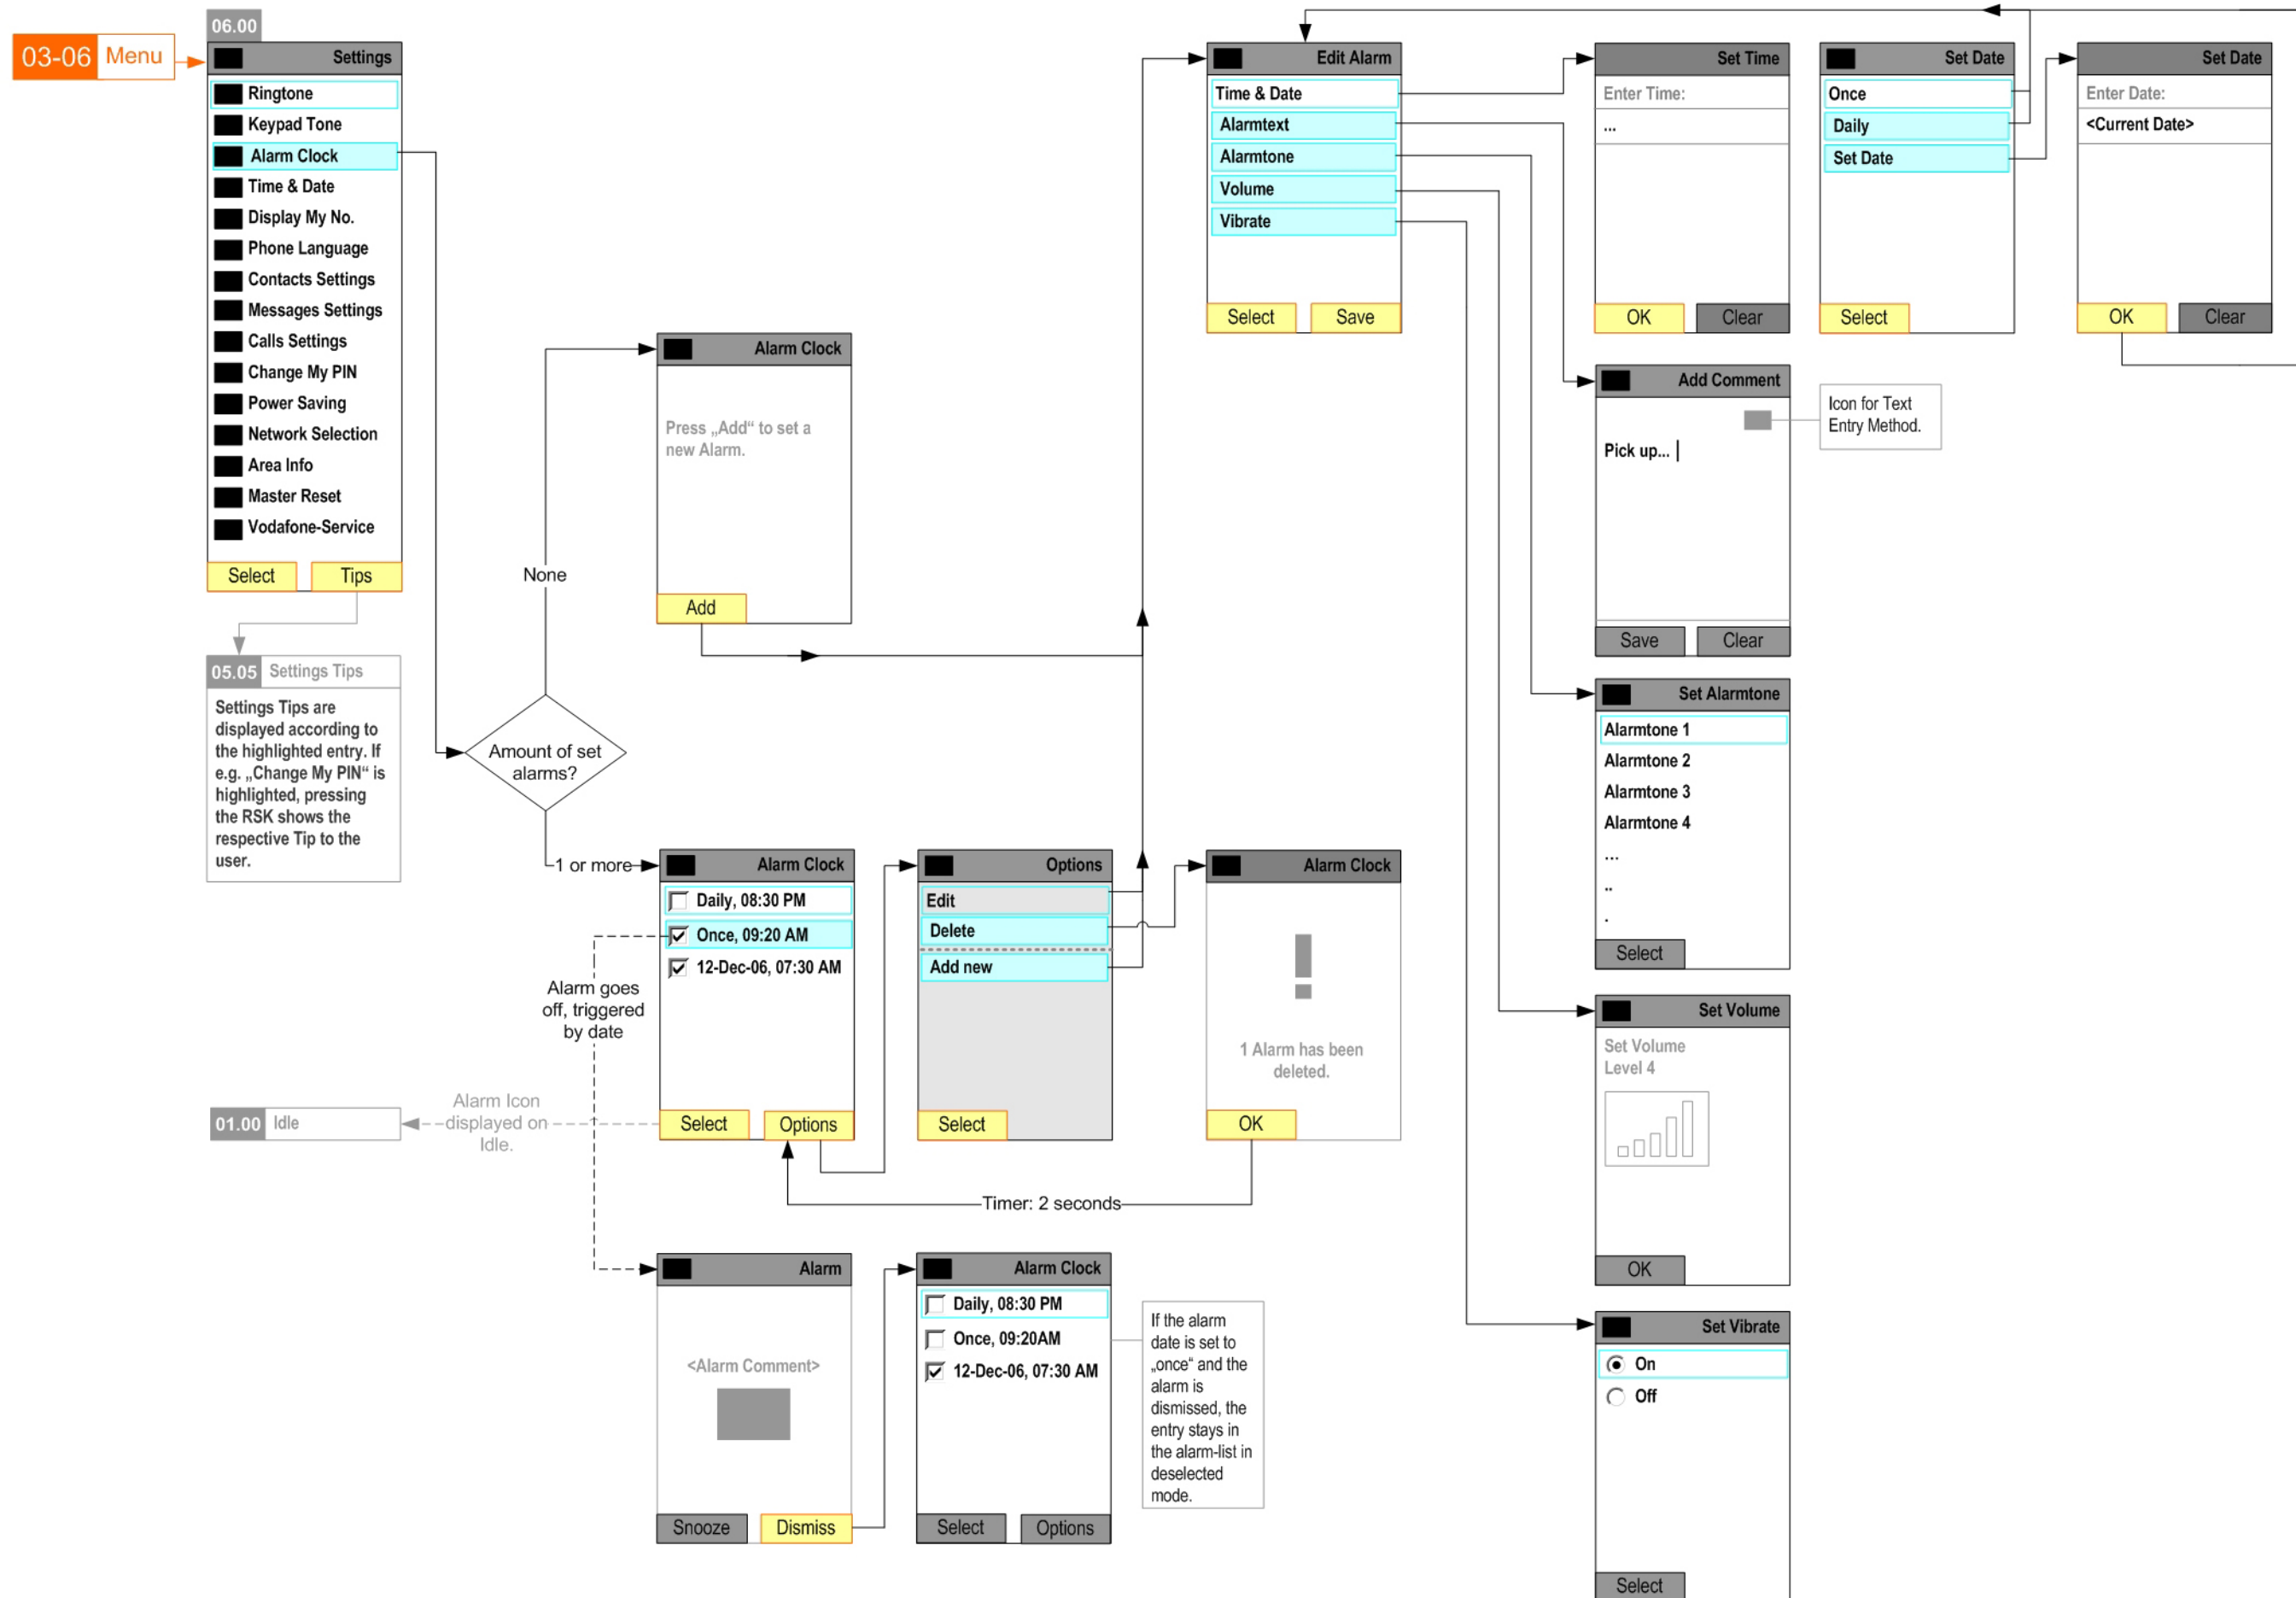 03-06 Menu
06.00
Settings
Ringtone
Keypad Tone
Alarm Clock
Time & Date
Display My No.
Phone Language
Contacts Settings
Messages Settings
Calls Settings
Change My PIN
Power Saving
Network Selection
Area Info
Master Reset
Vodafone-Service
Select Tips
05.05 Settings Tips
Settings Tips are
displayed according to
the highlighted entry. If
e.g. „Change My PIN“ is
highlighted, pressing
the RSK shows the
respective Tip to the
user.
Amount of set
alarms?
None
1 or more
Alarm Clock
Press „Add“ to set a
new Alarm.
Add
Alarm Clock
Daily, 08:30 PM
Once, 09:20 AM
12-Dec-06, 07:30 AM
Select Options
Alarm goes
off, triggered
by date
Alarm Icon
displayed on
Idle.
01.00 Idle
Options
Edit
Delete
Add new
Select
Alarm Clock
!
1 Alarm has been
deleted.
OK
Timer: 2 seconds
Alarm
<Alarm Comment>
Snooze Dismiss
Alarm Clock
Daily, 08:30 PM
Once, 09:20AM
12-Dec-06, 07:30 AM
Select Options
If the alarm
date is set to
„once“ and the
alarm is
dismissed, the
entry stays in
the alarm-list in
deselected
mode.
Edit Alarm
Time & Date
Alarmtext
Alarmtone
Volume
Vibrate
Select Save
Set Time
Enter Time:
...
OK Clear
Set Date
Once
Daily
Set Date
Select
Set Date
Enter Date:
<Current Date>
OK Clear
Add Comment
Pick up... |
Save Clear
Icon for Text
Entry Method.
Set Alarmtone
Alarmtone 1
Alarmtone 2
Alarmtone 3
Alarmtone 4
...
..
.
Select
Set Volume
Set Volume
Level 4
OK
Set Vibrate
On
Off
Select